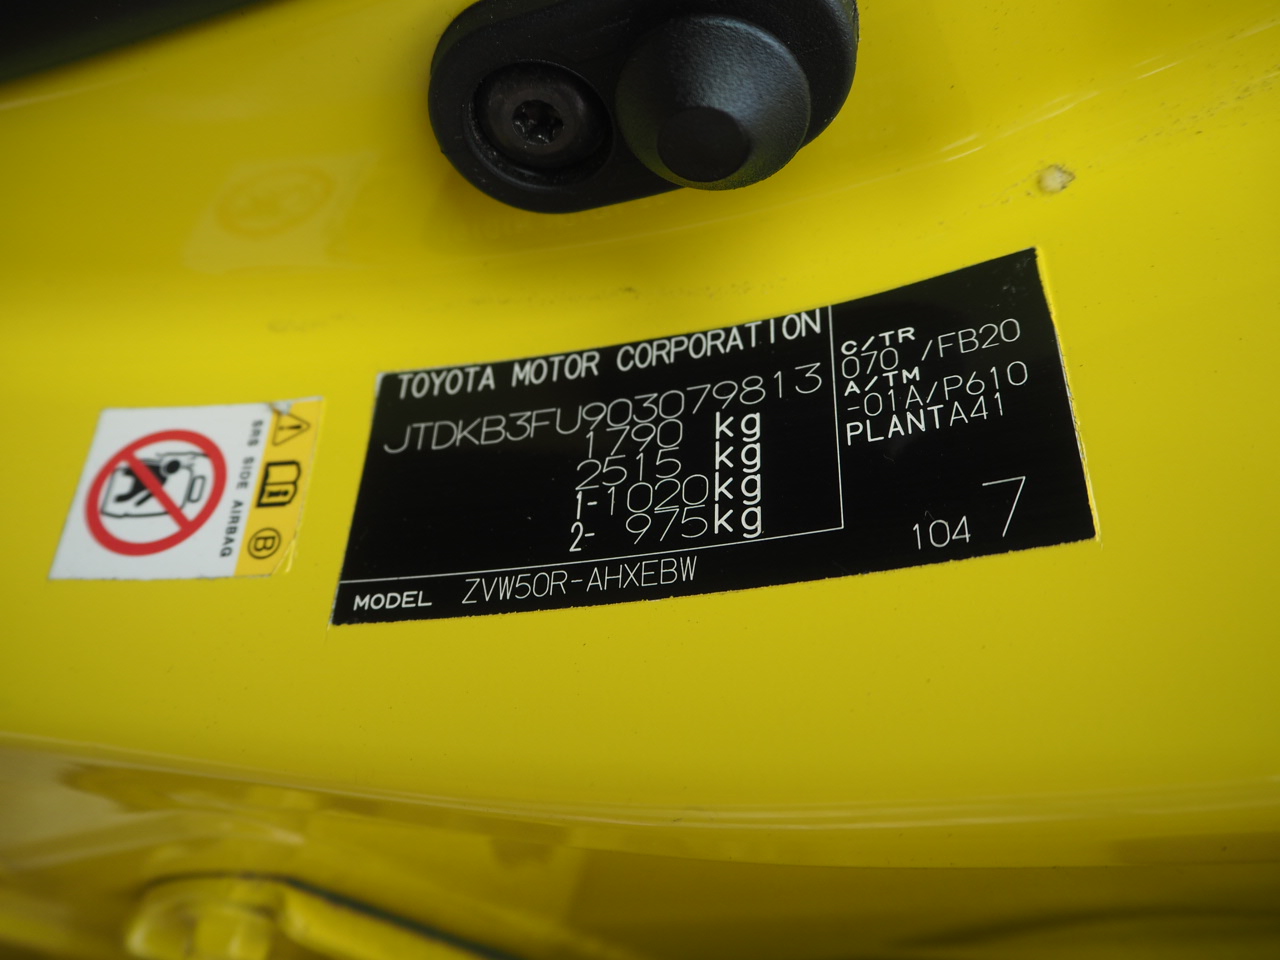 TOYOTA MOTOR CORPORATION
JTDKB3FU903079813
1790 kg
2515 kg
1-1020kg
2- 975kg
MODEL ZVW50R-AHXEBW
C/TR
070 /FB20
A/TM
-01A/P610
PLANTA41
104 7
SRS SIDE AIRBAG
B